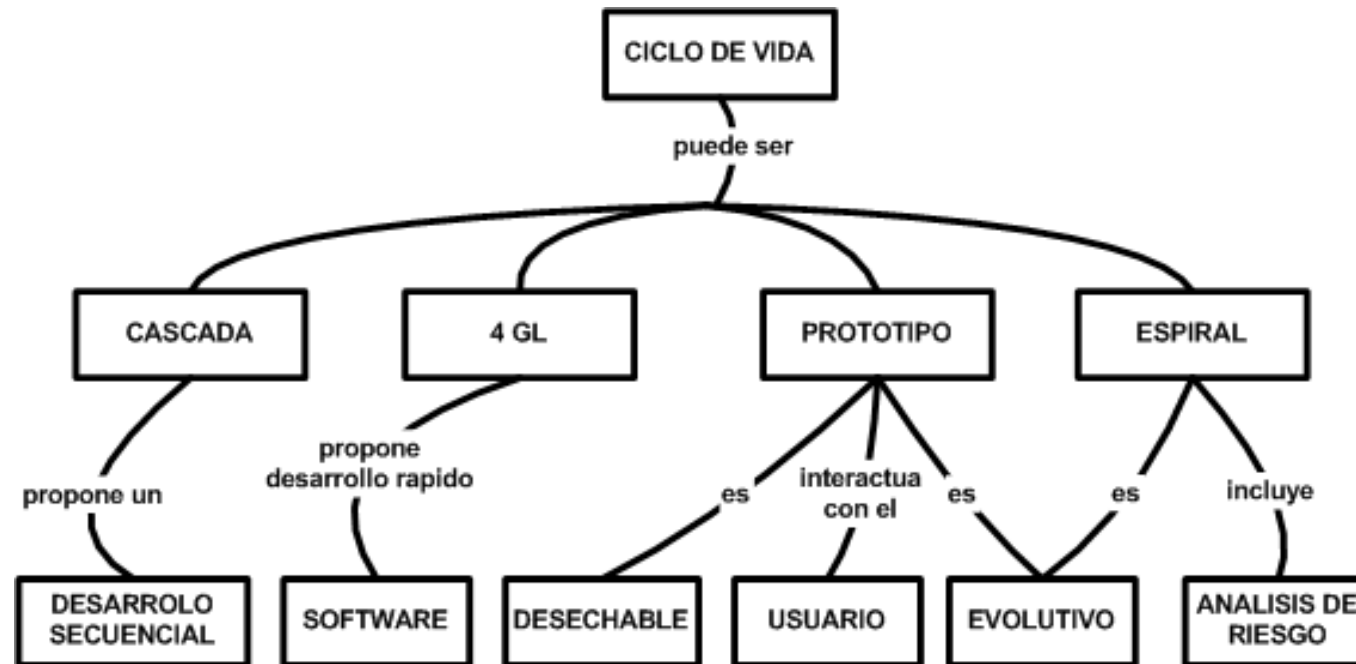 CICLO DE VIDA
puede ser
CASCADA
4 GL
PROTOTIPO
ESPIRAL
propone un
propone
desarrollo rapido
es
interactua
con el
es
es
incluye
DESARROLO
SECUENCIAL
SOFTWARE
DESECHABLE
USUARIO
EVOLUTIVO
ANALISIS DE
RIESGO